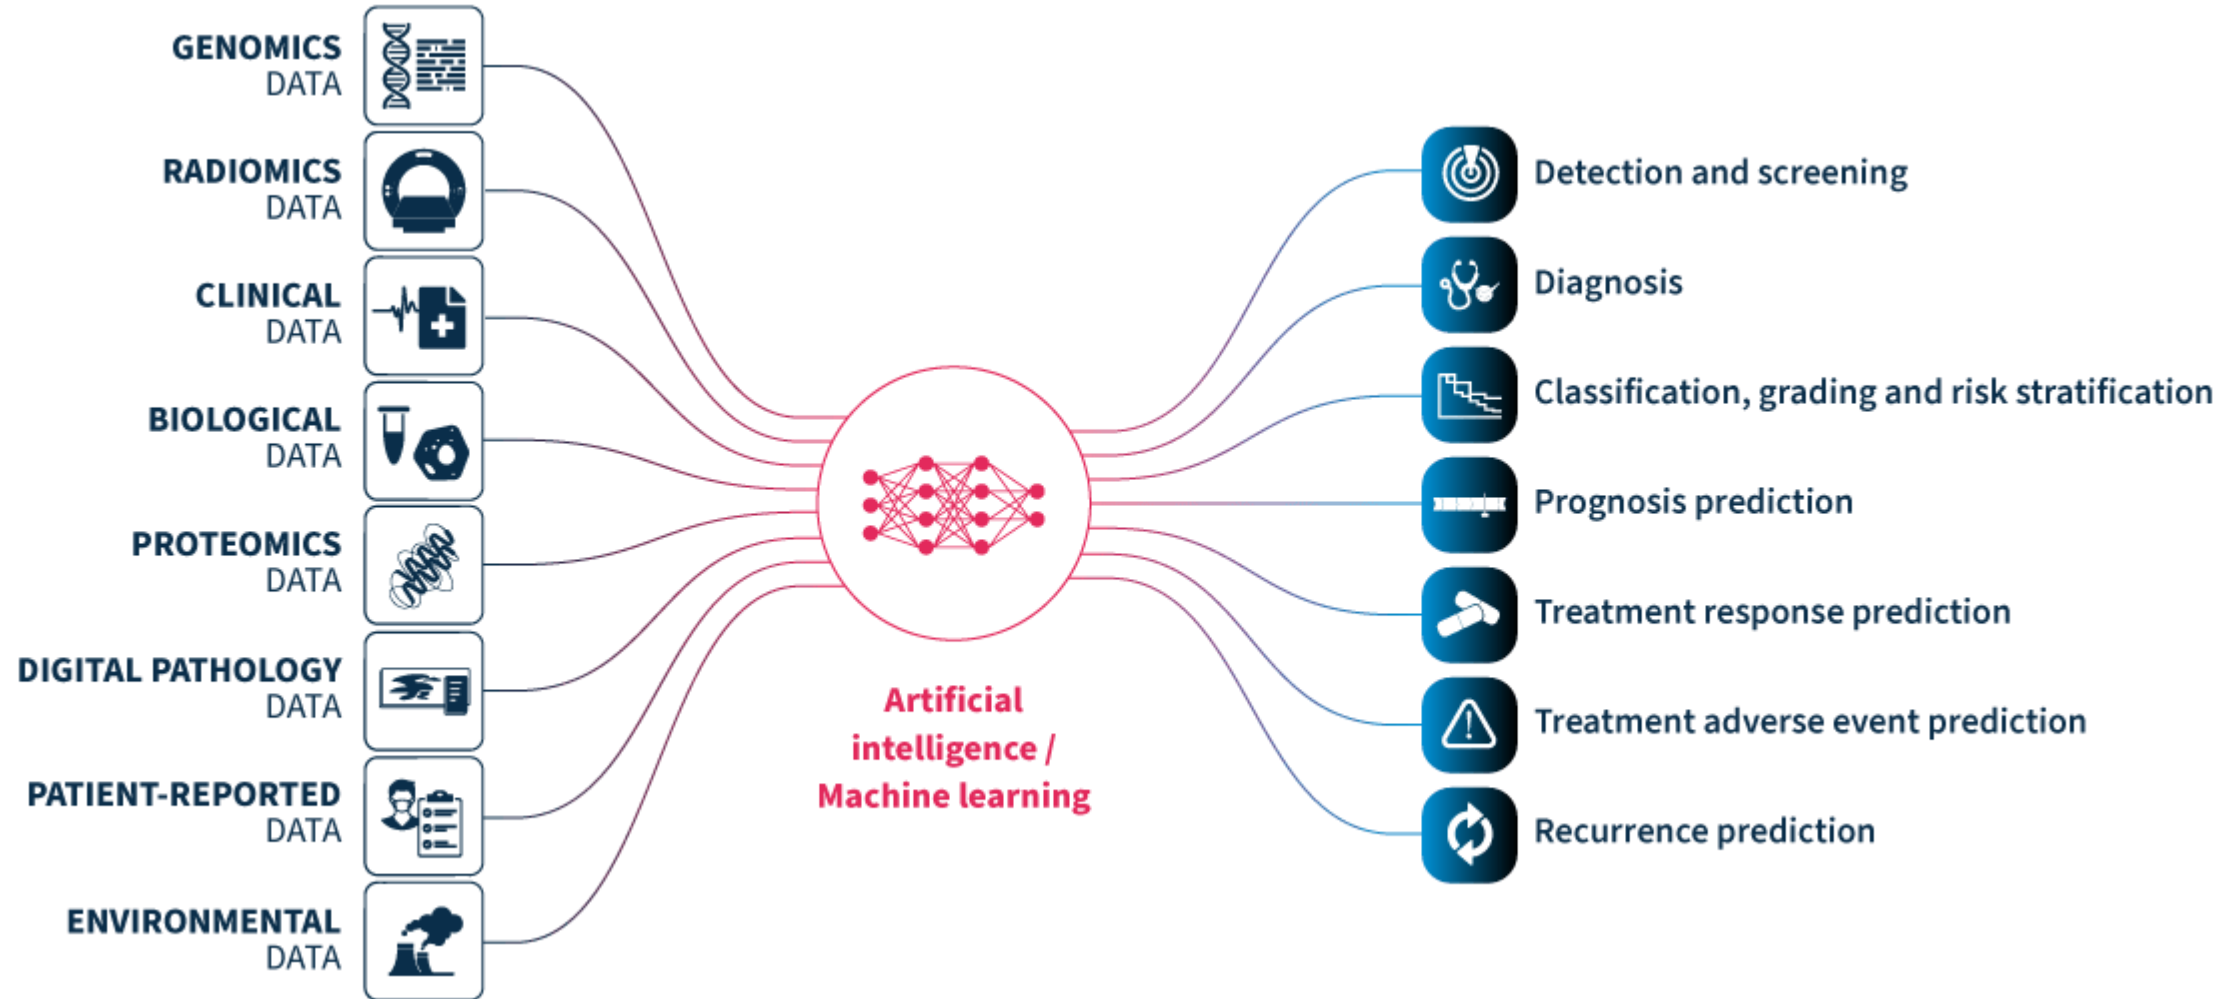 GENOMICS
DATA
RADIOMICS
DATA
CLINICAL
DATA
BIOLOGICAL
DATA
PROTEOMICS
DATA
DIGITAL PATHOLOGY
DATA
PATIENT-REPORTED
DATA
ENVIRONMENTAL
DATA
Artificial
intelligence /
Machine learning
Detection and screening
Diagnosis
Classification, grading and risk stratification
Prognosis prediction
Treatment response prediction
Treatment adverse event prediction
Recurrence prediction